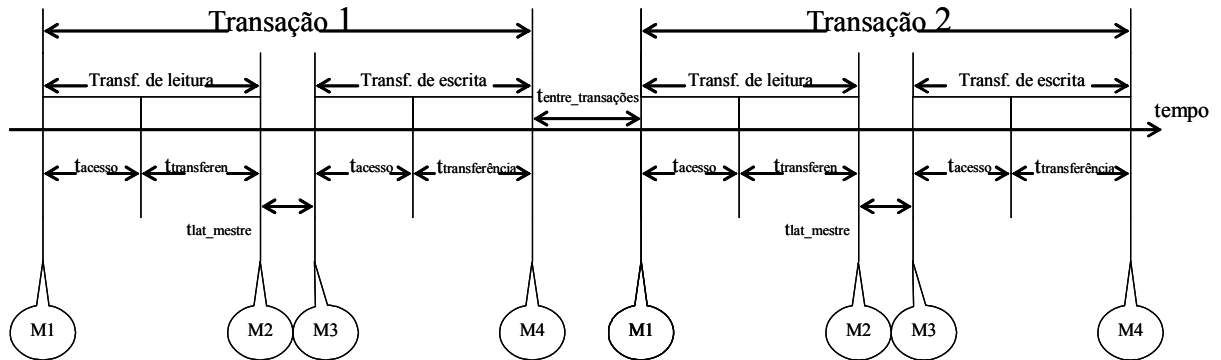 Transação 1
Transação 2
Transf. de leitura
Transf. de escrita
Transf. de leitura
Transf. de escrita
tentre_transações
tempo
tacesso
ttransferen
tacesso
ttransferência
tacesso
ttransferen
tacesso
ttransferência
tlat_mestre
tlat_mestre
M1
M2
M3
M4
M1
M2
M3
M4